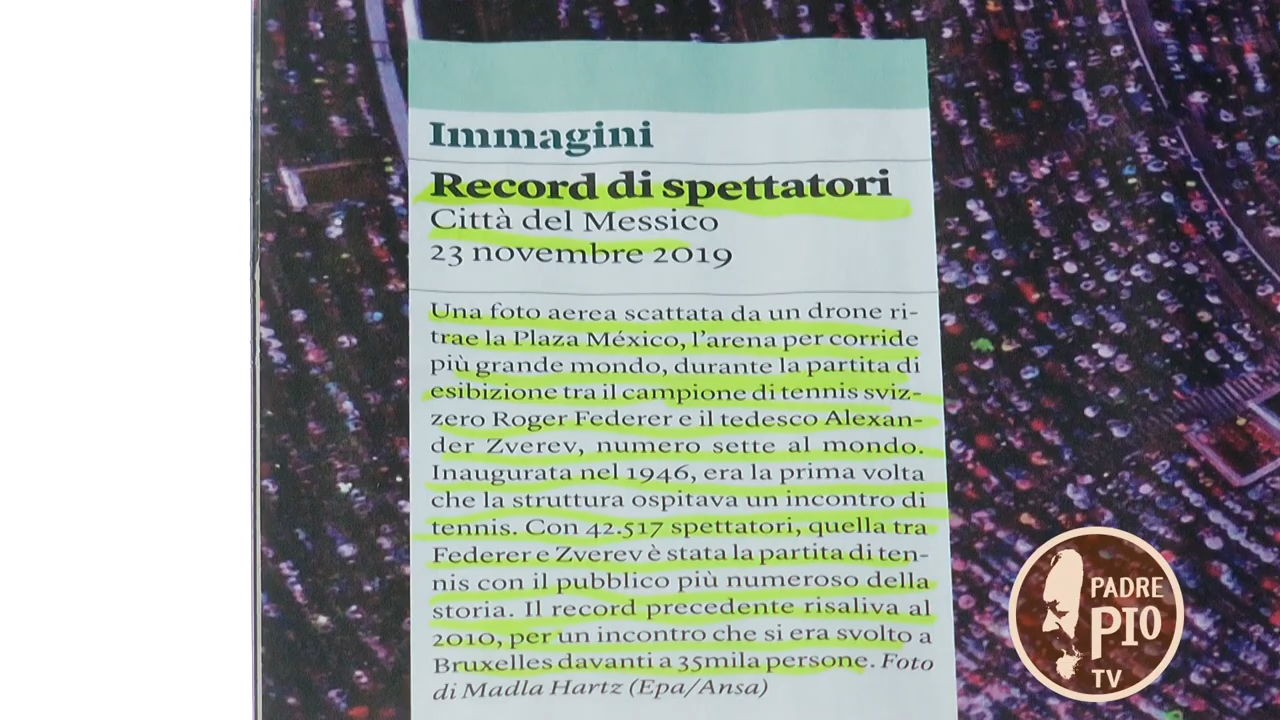 Immagini
Record di spettatori
Città del Messico
23 novembre 2019
Una foto aerea scattata da un drone ri-
trae la Plaza México, l'arena per corride
più grande mondo, durante la partita di
esibizione tra il campione di tennis sviz-
zero Roger Federer e il tedesco Alexan-
der Zverev, numero sette al mondo.
Inaugurata nel 1946, era la prima volta
che la struttura ospitava un incontro di
tennis. Con 42.517 spettatori, quella tra
Federer e Zverev è stata la partita di ten-
nis con il pubblico più numeroso della
storia. Il record precedente risaliva al
2010, per un incontro che si era svolto a
Bruxelles davanti a 35mila persone. Foto
di Madla Hartz (Epa/Ansa)
PADRE
PIO
TV